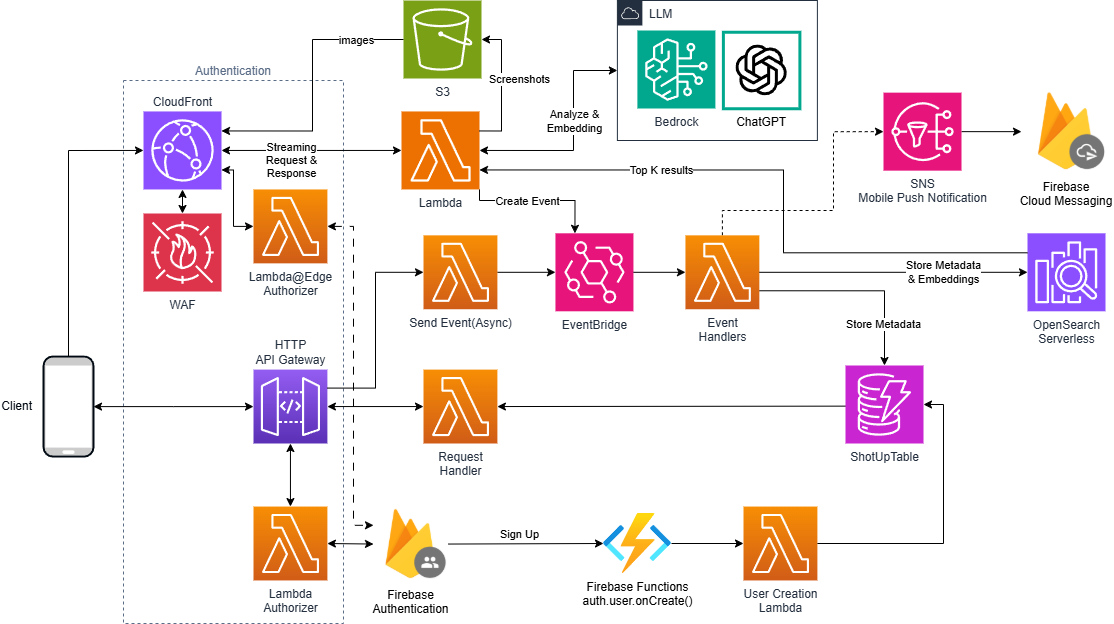 LLM
images
S3
Screenshots
Authentication
CloudFront
Analyze &
Embedding
Bedrock
ChatGPT
Streaming
Request &
Response
Lambda
Top K results
SNS
Mobile Push Notification
Firebase
Cloud Messaging
Create Event
WAF
Lambda@Edge
Authorizer
Send Event(Async)
EventBridge
Event
Handlers
Store Metadata
& Embeddings
OpenSearch
Serverless
Store Metadata
HTTP
API Gateway
Client
Request
Handler
ShotUpTable
Lambda
Authorizer
Firebase
Authentication
Sign Up
Firebase Functions
auth.user.onCreate()
User Creation
Lambda